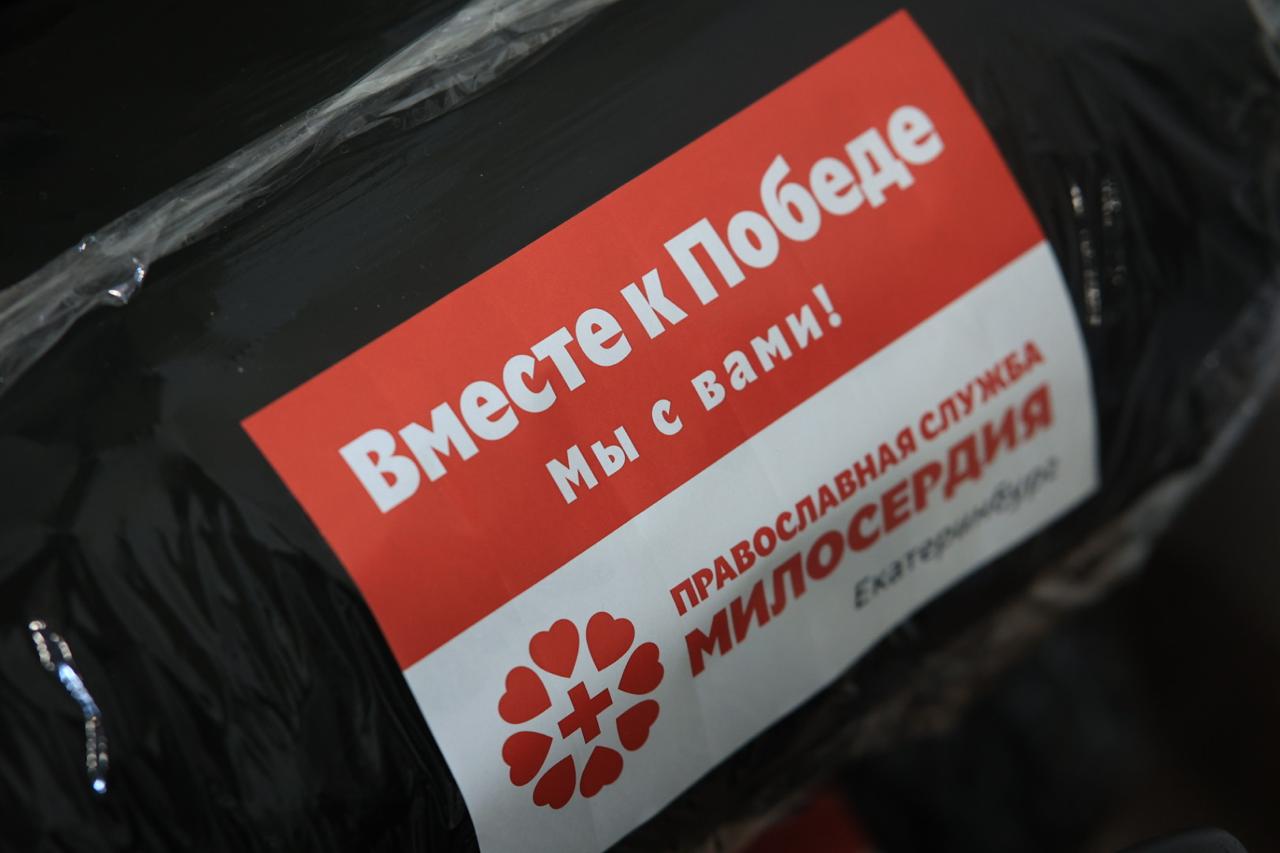 Вместе к Победе
Мы с вами!
ПРАВОСЛАВНАЯ СЛУЖБА
МИЛОСЕРДИЯ
Екатеринбург